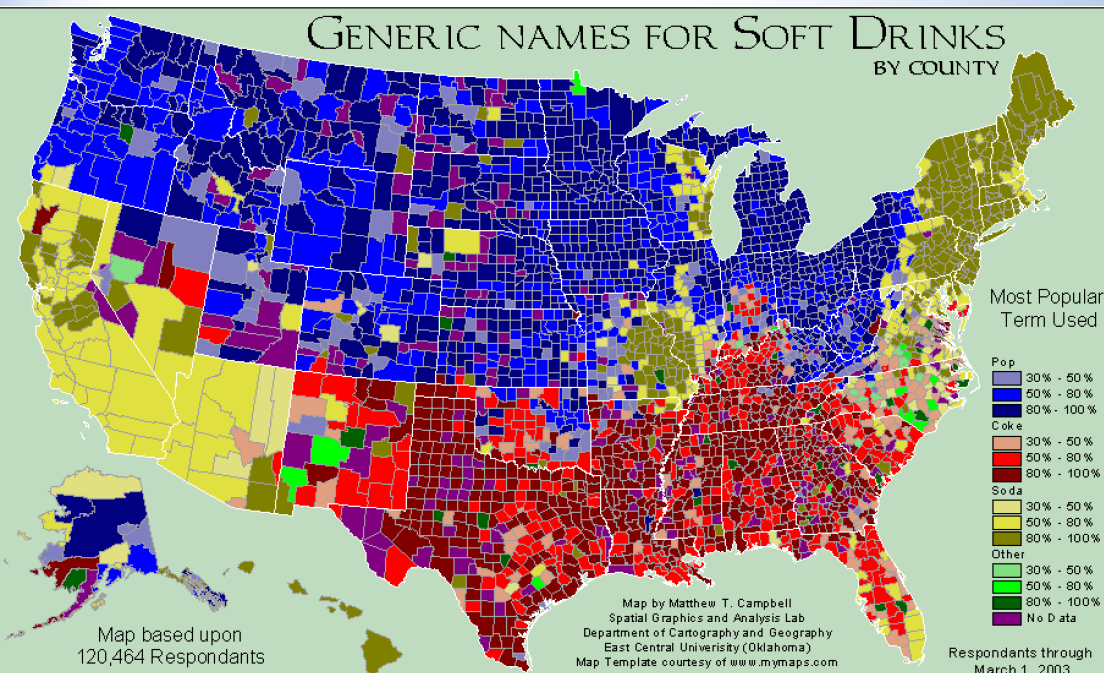 GENERIC NAMES FOR SOFT DRINKS
BY COUNTY
Most Popular
Term Used
Pop
30% - 50%
50% - 80%
80% - 100%
Coke
30% - 50%
50% - 80%
80% - 100%
Soda
30% - 50%
50% - 80%
80% - 100%
Other
30% - 50%
50% - 80%
80% - 100%
No Data
Map based upon
120,464 Respondants
Map by Matthew T. Campbell
Spatial Graphics and Analysis Lab
Department of Cartography and Geography
East Central Univerisity (Oklahoma)
Map Template courtesy of www.mymaps.com
Respondants through
March 1, 2003